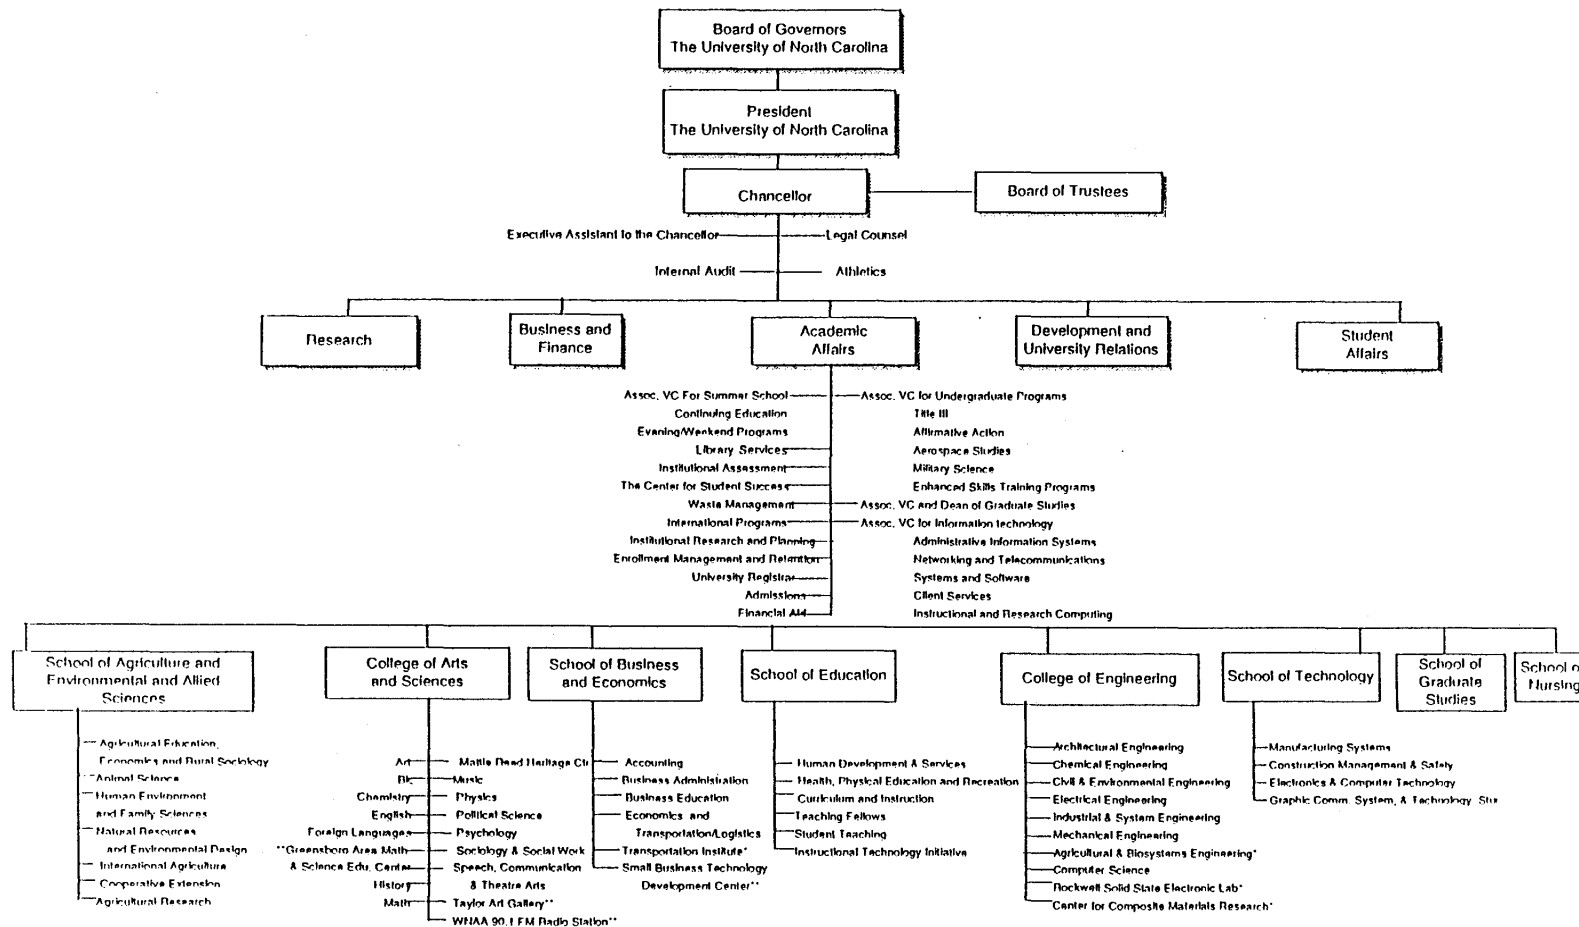 Board of Governors
The University of North Carolina
President
The University of North Carolina
Chancellor
Board of Trustees
Executive Assistant to the Chancellor
Legal Counsel
Internal Audit
Athletics
Research
Business and
Finance
Academic
Affairs
Development and
University Relations
Student
Affairs
Assoc. VC For Summer School
Continuing Education
Evening/Weekend Programs
Library Services
Institutional Assessment
The Center for Student Success
Waste Management
International Programs
Institutional Research and Planning
Enrollment Management and Retention
University Registrar
Admissions
Financial Aid
Assoc. VC for Undergraduate Programs
Title III
Affirmative Action
Aerospace Studies
Military Science
Enhanced Skills Training Programs
Assoc. VC and Dean of Graduate Studies
Assoc. VC for Information technology
Administrative Information Systems
Networking and Telecommunications
Systems and Software
Client Services
Instructional and Research Computing
School of Agriculture and
Environmental and Allied
Sciences
Agricultural Education,
Economics and Rural Sociology
Animal Science
Human Environment
and Family Sciences
Natural Resources
and Environmental Design
International Agriculture
Cooperative Extension
Agricultural Research
College of Arts
and Sciences
Art
Chemistry
English
Foreign Languages
**Greensboro Area Math
& Science Edu. Center
History
Math
Mattie Reed Heritage Ctr
Music
Physics
Political Science
Psychology
Sociology & Social Work
Speech, Communication
& Theatre Arts
Taylor Art Gallery**
WNAA 90.1 FM Radio Station**
School of Business
and Economics
Accounting
Business Administration
Business Education
Economics and
Transportation/Logistics
Transportation Institute*
Small Business Technology
Development Center**
School of Education
Human Development & Services
Health, Physical Education and Recreation
Curriculum and Instruction
Teaching Fellows
Student Teaching
Instructional Technology Initiative
College of Engineering
Architectural Engineering
Chemical Engineering
Civil & Environmental Engineering
Electrical Engineering
Industrial & System Engineering
Mechanical Engineering
Agricultural & Biosystems Engineering*
Computer Science
Rockwell Solid State Electronic Lab*
Center for Composite Materials Research*
School of Technology
Manufacturing Systems
Construction Management & Safety
Electronics & Computer Technology
Graphic Comm. System, & Technology
School of
Graduate
Studies
School of
Nursing